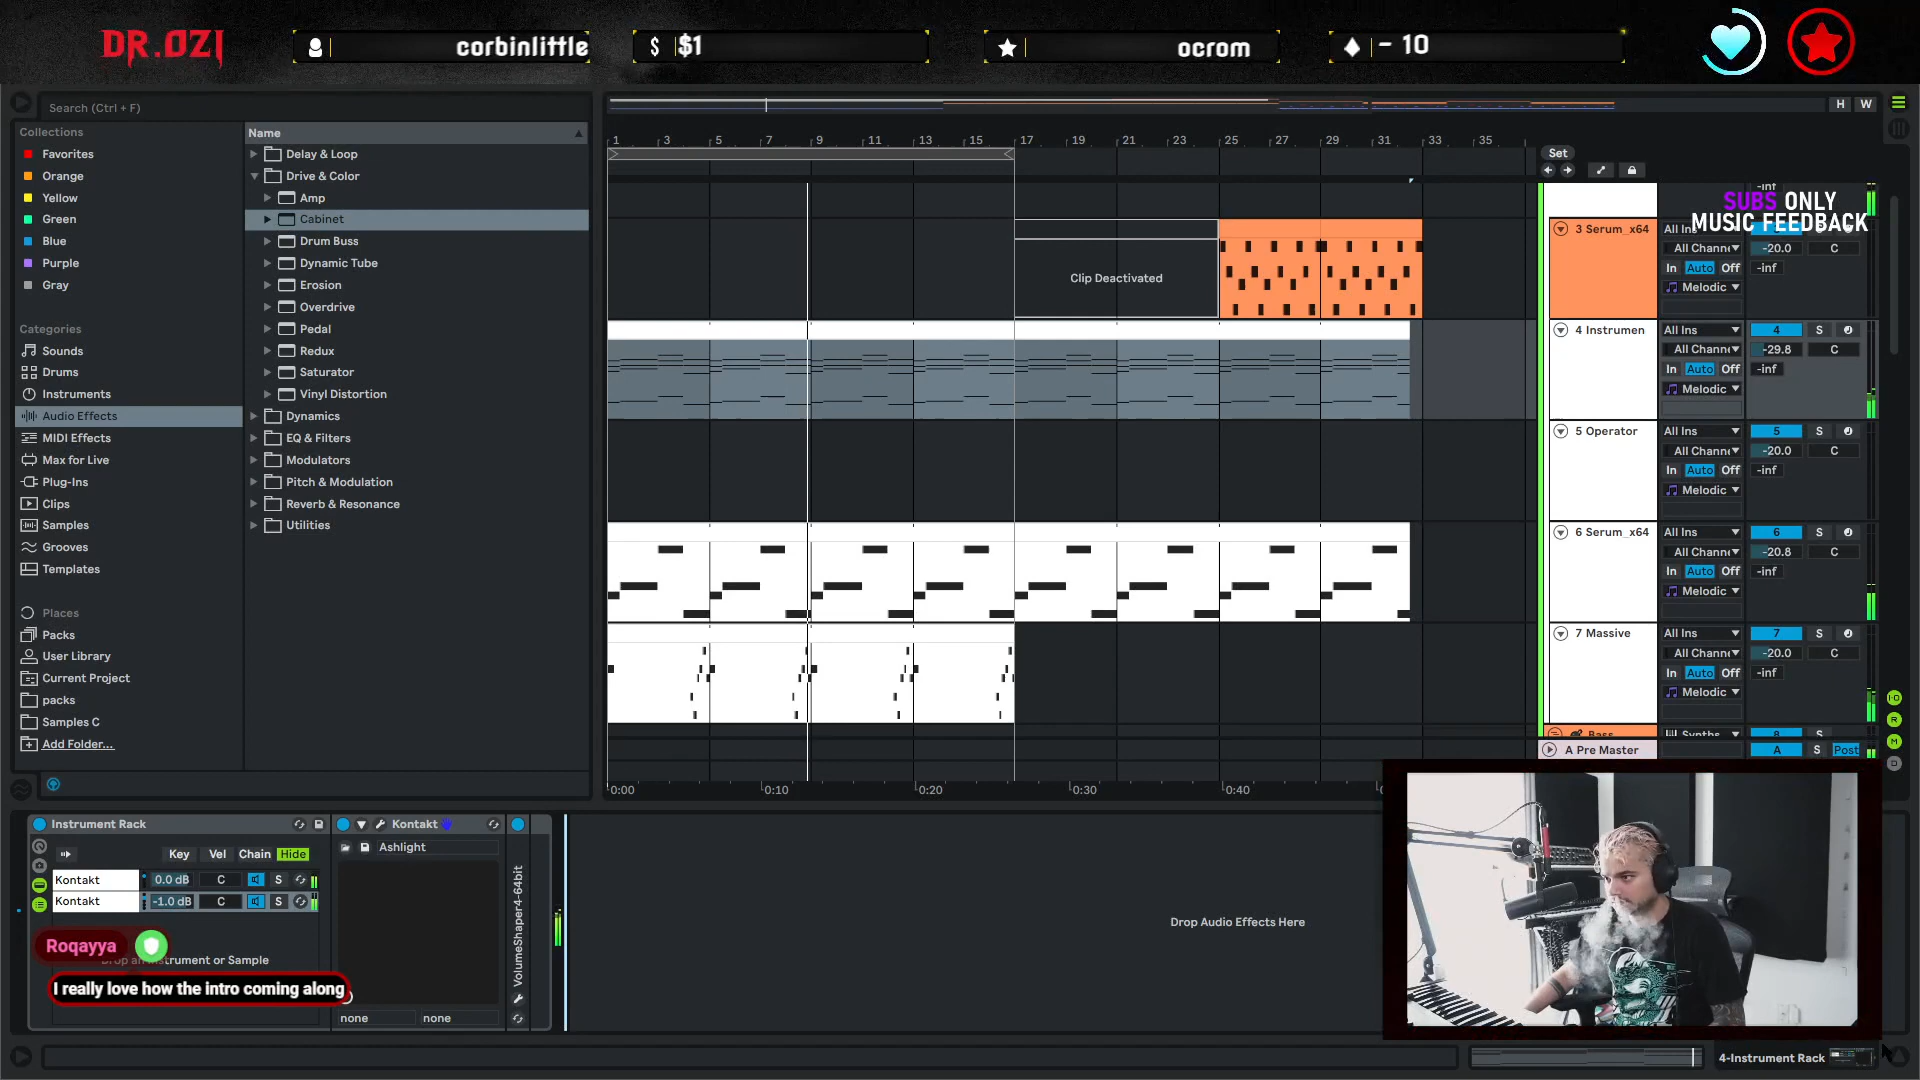 DR.OZI
corbinlittle
$ $1
ocrom
- 10
Search (Ctrl + F)
H W
Collections
Favorites
Orange
Yellow
Green
Blue
Purple
Gray
Categories
Sounds
Drums
Instruments
Audio Effects
MIDI Effects
Max for Live
Plug-Ins
Clips
Samples
Grooves
Templates
Places
Packs
User Library
Current Project
packs
Samples C
Add Folder...
Name
Delay & Loop
Drive & Color
Amp
Cabinet
Drum Buss
Dynamic Tube
Erosion
Overdrive
Pedal
Redux
Saturator
Vinyl Distortion
Dynamics
EQ & Filters
Modulators
Pitch & Modulation
Reverb & Resonance
Utilities
1 3 5 7 9 11 13 15 17 19 21 23 25 27 29 31 33 35
Set
Clip Deactivated
SUBS ONLY
MUSIC FEEDBACK
-inf
3 Serum_x64 All Ins
All Channe -20.0 C
In Auto Off -inf
Melodic
4 Instrumen All Ins 4 S
All Channe -29.8 C
In Auto Off -inf
Melodic
5 Operator All Ins 5 S
All Channe -20.0 C
In Auto Off -inf
Melodic
6 Serum_x64 All Ins 6 S
All Channe -20.8 C
In Auto Off -inf
Melodic
7 Massive All Ins 7 S
All Channe -20.0 C
In Auto Off -inf
Melodic
Bass Synths 8 S
A Pre Master A S Post
0:00 0:10 0:20 0:30 0:40
Instrument Rack
Key Vel Chain Hide
Kontakt 0.0 dB C S
Kontakt -1.0 dB C S
Kontakt
Ashlight
none none
VolumeShaper4-64bit
Drop Audio Effects Here
Roqayya
Drop an Instrument or Sample
I really love how the intro coming along
4-Instrument Rack